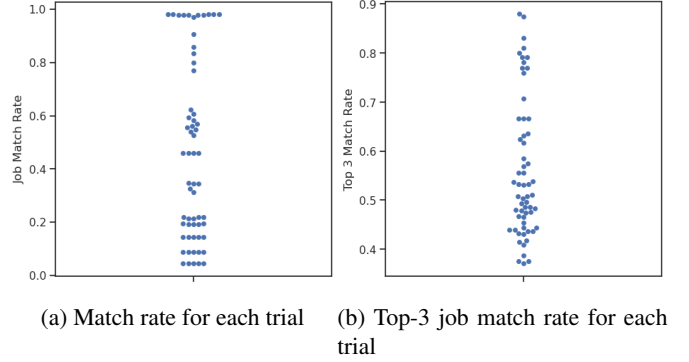 1.0
0.8
0.6
0.4
0.2
0.0
Job Match Rate
0.9
0.8
0.7
0.6
0.5
0.4
Top 3 Match Rate
(a) Match rate for each trial
(b) Top-3 job match rate for each
trial